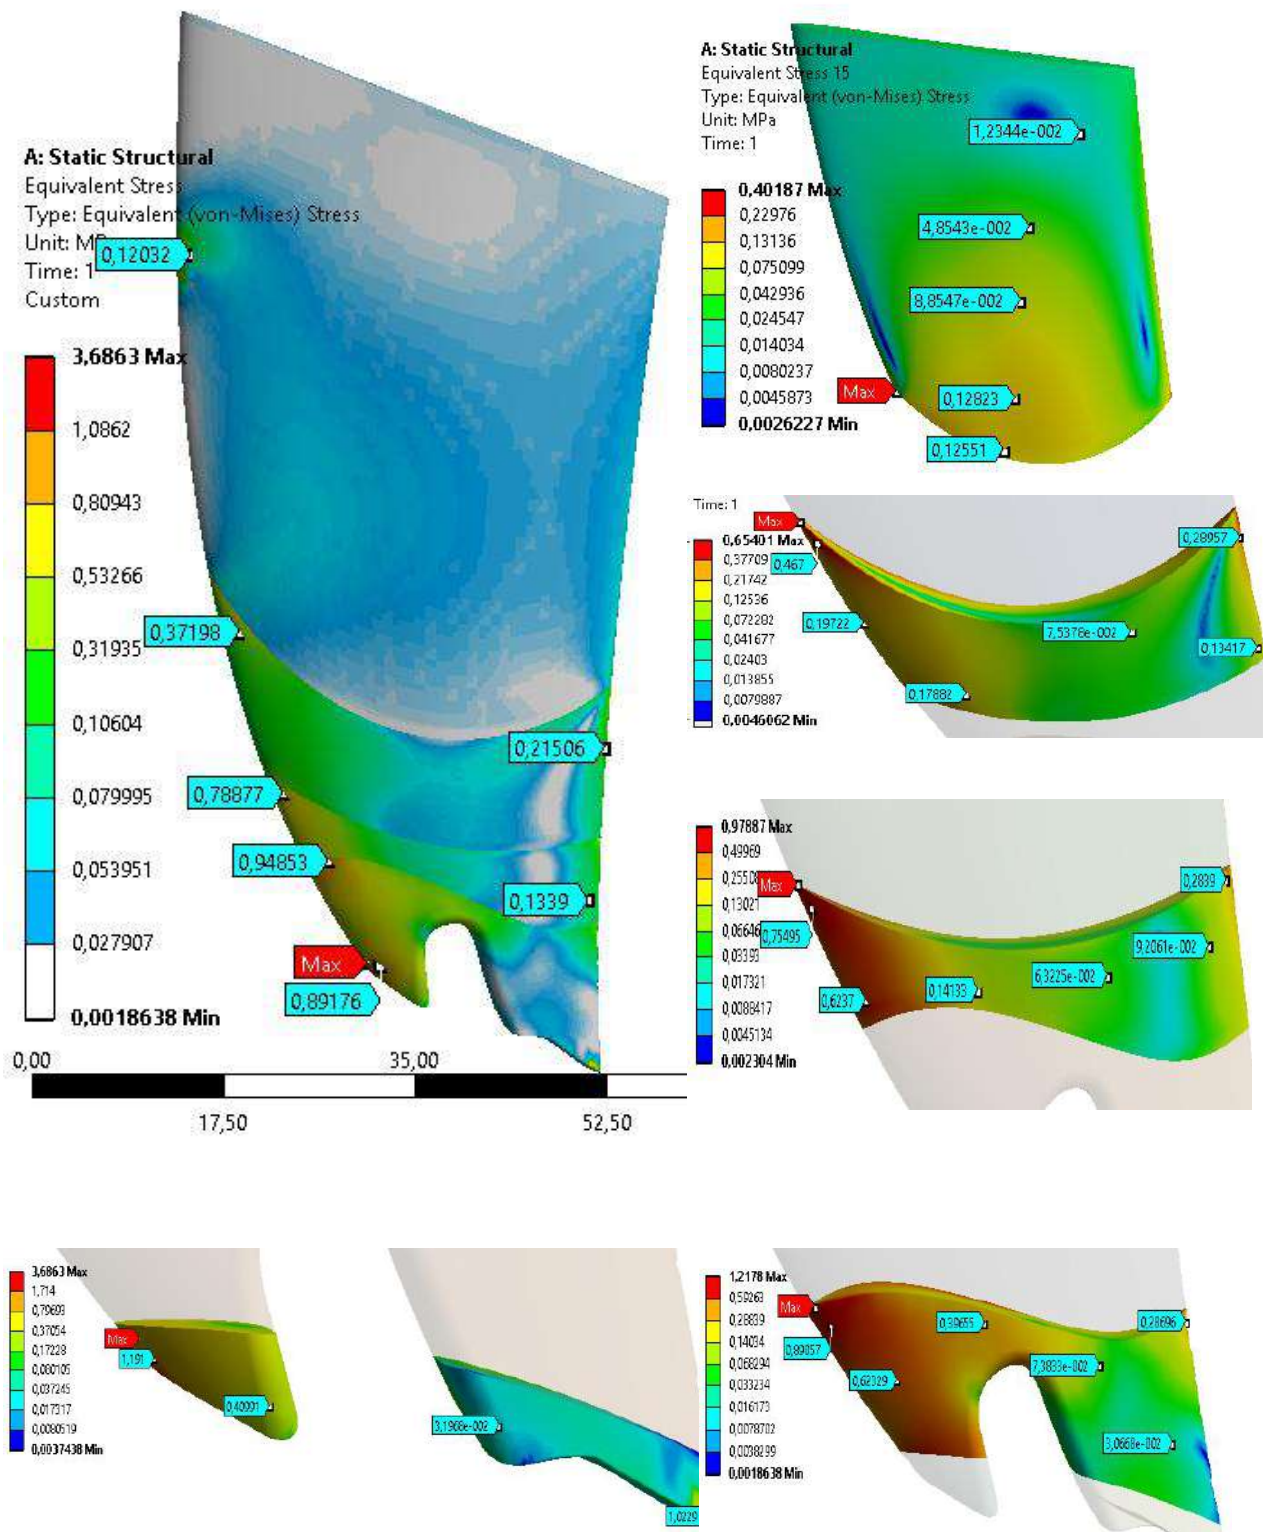 A: Static Structural
Equivalent Stress
Type: Equivalent (von-Mises) Stress
Unit:
Time: 1
Custom
0,12032
3,6863 Max
1,0862
0,80943
0,53266
0,31935
0,10604
0,079995
0,053951
0,027907
0,0018638 Min
0,37198
0,21506
0,78877
0,94853
0,1339
Max
0,89176
0,00
35,00
17,50
52,50
A: Static Structural
Equivalent Stress 15
Type: Equivalent (von-Mises) Stress
Unit: MPa
Time: 1
1,2344e-002
0,40187 Max
0,22976
0,13136
0,075099
0,042936
0,024547
0,014034
0,0080237
0,0045873
0,0026227 Min
4,8543e-002
8,8547e-002
Max
0,12823
0,12551
Time: 1
Max
0,65401 Max
0,37709
0,21742
0,12536
0,072282
0,041677
0,02403
0,013855
0,0079887
0,0046062 Min
0,467
0,28957
0,19722
7,5376e-002
0,13417
0,17882
0,97887 Max
0,49969
0,13021
0,03393
0,017321
0,0088417
0,0045134
0,002304 Min
Max
0,2839
0,75495
9,2061e-002
6,3225e-002
0,6237
0,14133
3,6863 Max
1,714
0,79693
0,37054
0,17228
0,080105
0,037245
0,017317
0,0080519
0,0037438 Min
Max
1,191
0,40991
3,1968e-002
1,0229
1,2178 Max
0,59263
0,28839
0,14034
0,068294
0,033234
0,016173
0,0078702
0,0038299
0,0018638 Min
Max
0,39655
0,28696
0,89057
0,62329
7,3833e-002
3,0668e-002